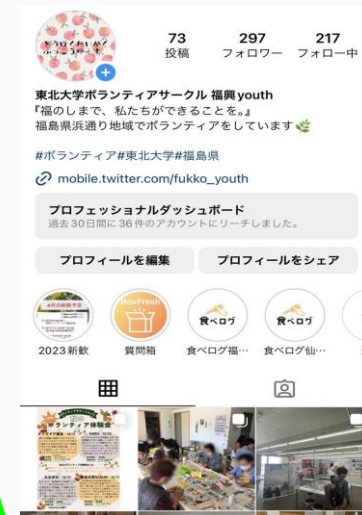 73
投稿
297
フォロワー
217
フォロー中
東北大学ボランティアサークル 福興youth
『福のしまで、私たちができることを。』
福島県浜通り地域でボランティアをしています
#ボランティア#東北大学#福島県
mobile.twitter.com/fukko_youth
プロフェッショナルダッシュボード
過去30日間に36件のアカウントにリーチしました。
プロフィールを編集
プロフィールをシェア
BoxFresh
食べログ
食べログ
2023新歓
質問箱
食べログ福…
食べログ仙…
ボランティア体験会